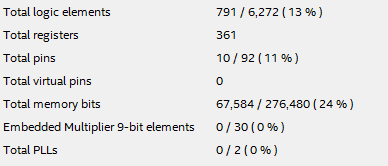 Total logic elements 791 / 6,272 ( 13 % )
Total registers 361
Total pins 10 / 92 ( 11 % )
Total virtual pins 0
Total memory bits 67,584 / 276,480 ( 24 % )
Embedded Multiplier 9-bit elements 0 / 30 ( 0 % )
Total PLLs 0 / 2 ( 0 % )